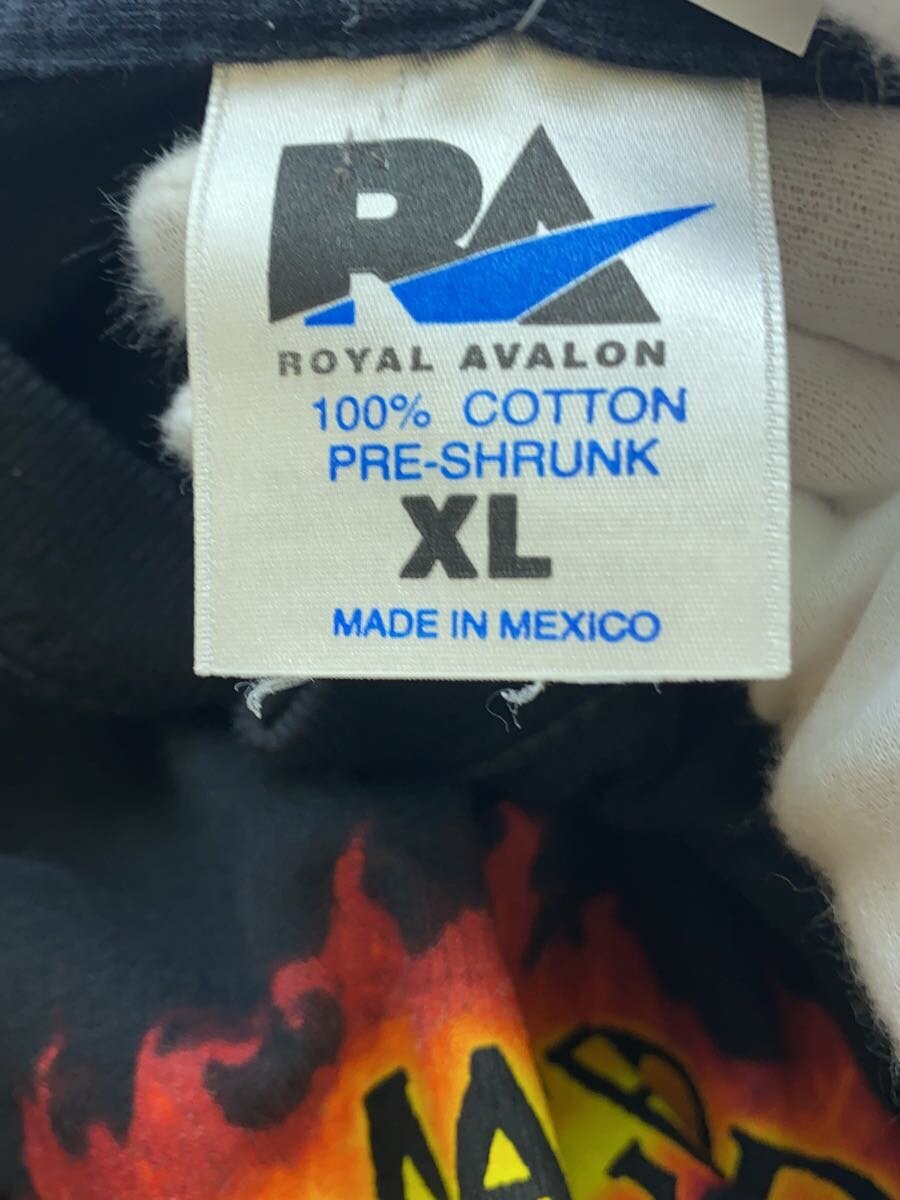 RA
ROYAL AVALON
100% COTTON
PRE-SHRUNK
XL
MADE IN MEXICO